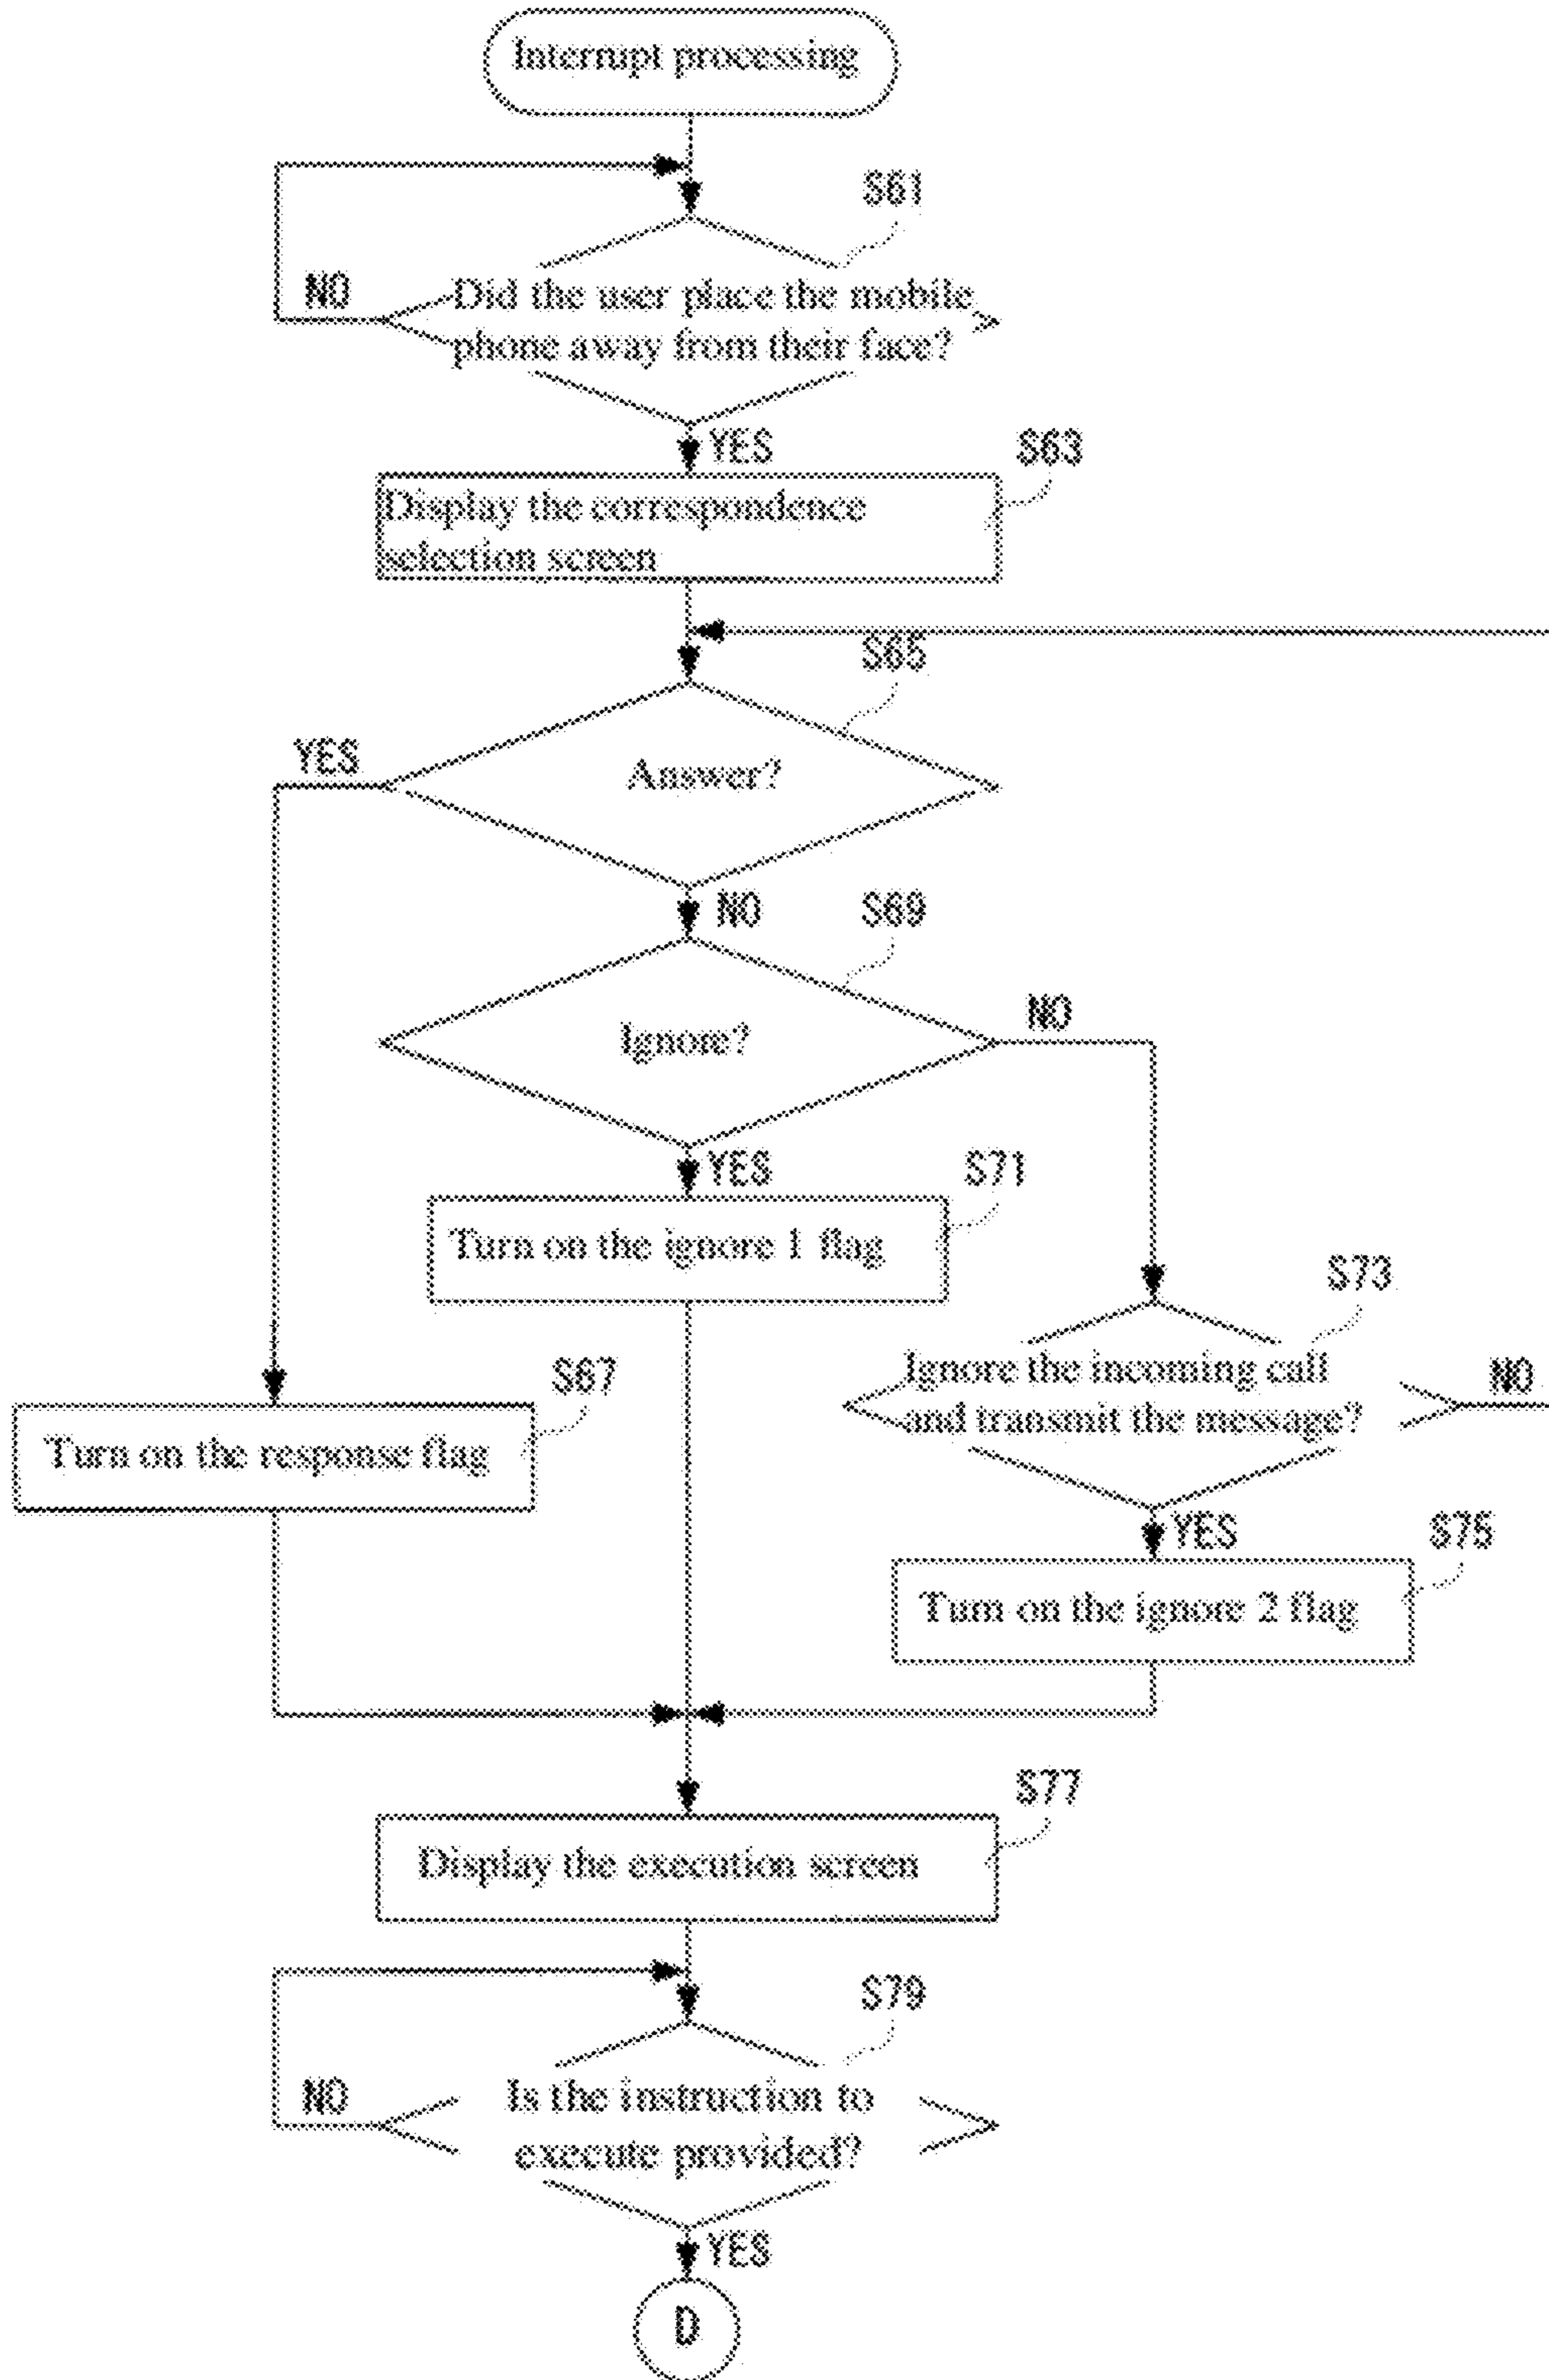 Interrupt processing
S61
NO
Did the user place the mobile
phone away from their face?
YES
S63
Display the correspondence
selection screen
S65
YES
Answer?
NO
S69
Ignore?
NO
YES
S71
Turn on the ignore 1 flag
S73
Ignore the incoming call
and transmit the message?
NO
S67
Turn on the response flag
YES
S75
Turn on the ignore 2 flag
S77
Display the execution screen
S79
NO
Is the instruction to
execute provided?
YES
D